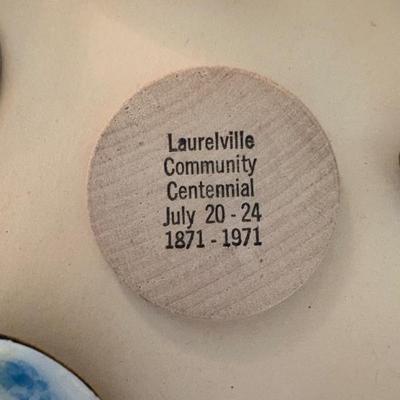 Laurelville
Community
Centennial
July 20 - 24
1871 - 1971